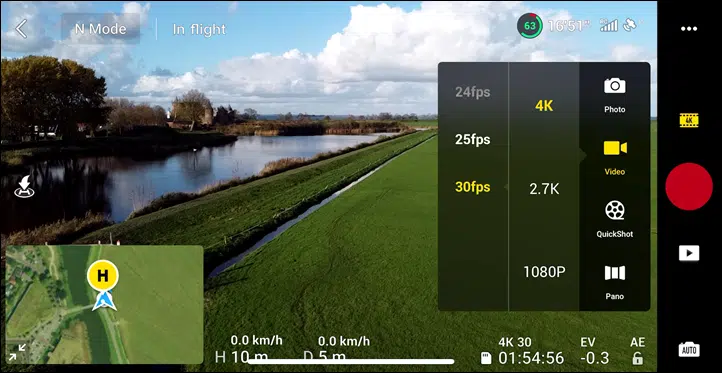 N Mode
In flight
63
16'51"
24fps
25fps
30fps
4K
2.7K
1080P
Photo
Video
QuickShot
Pano
4K
H
0.0 km/h
0.0 km/h
H 10 m
D 5 m
4K 30
EV
AE
01:54:56
-0.3
AUTO